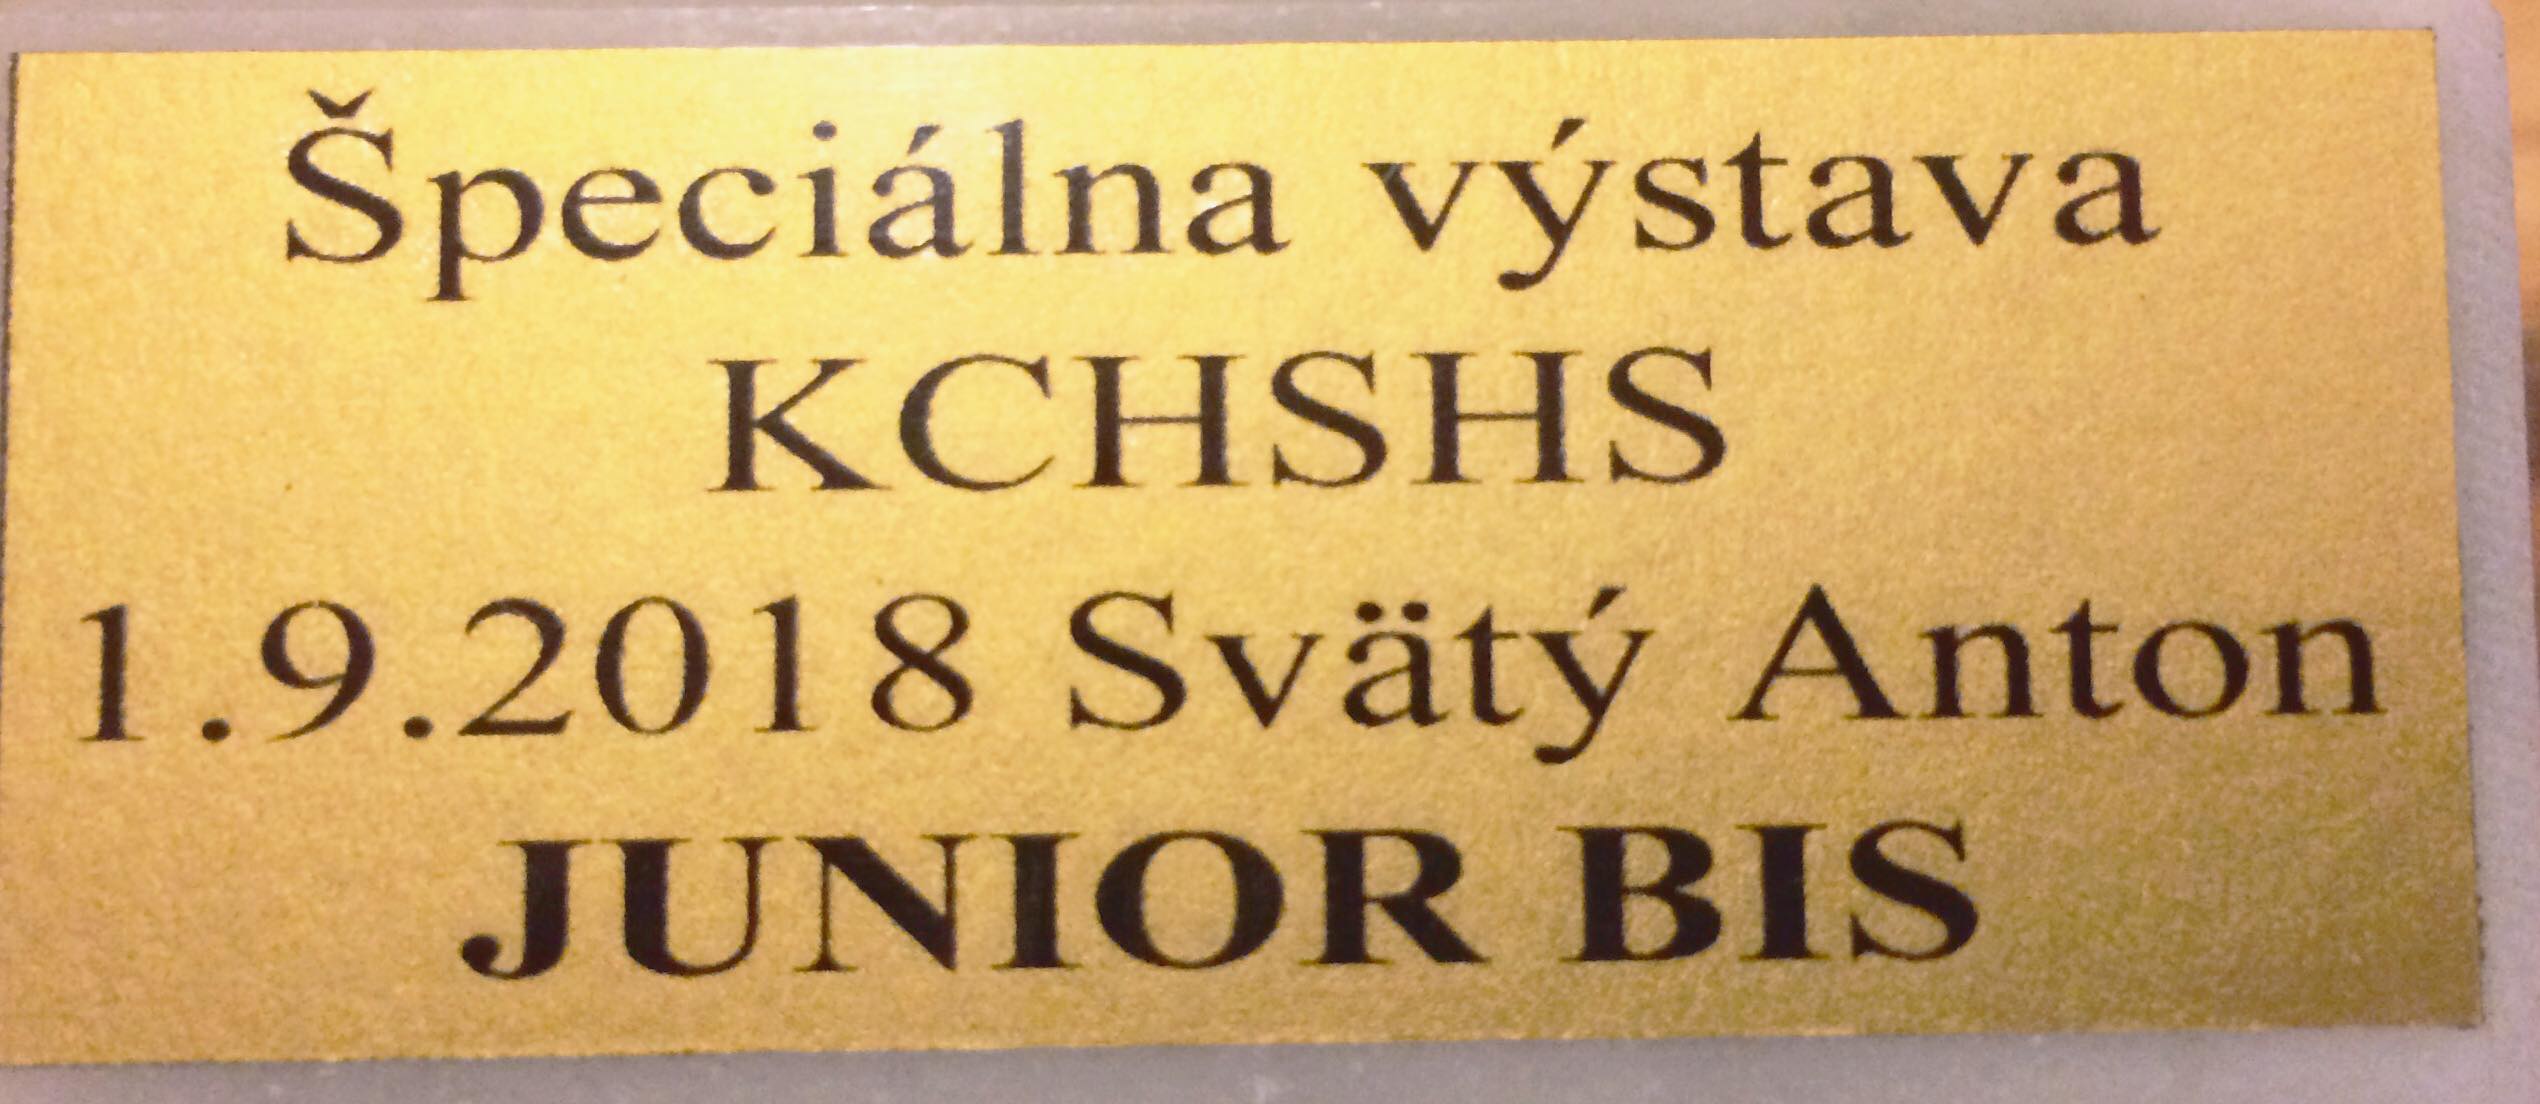 Špeciálna výstava
KCHSHS
1.9.2018 Svätý Anton
JUNIOR BIS